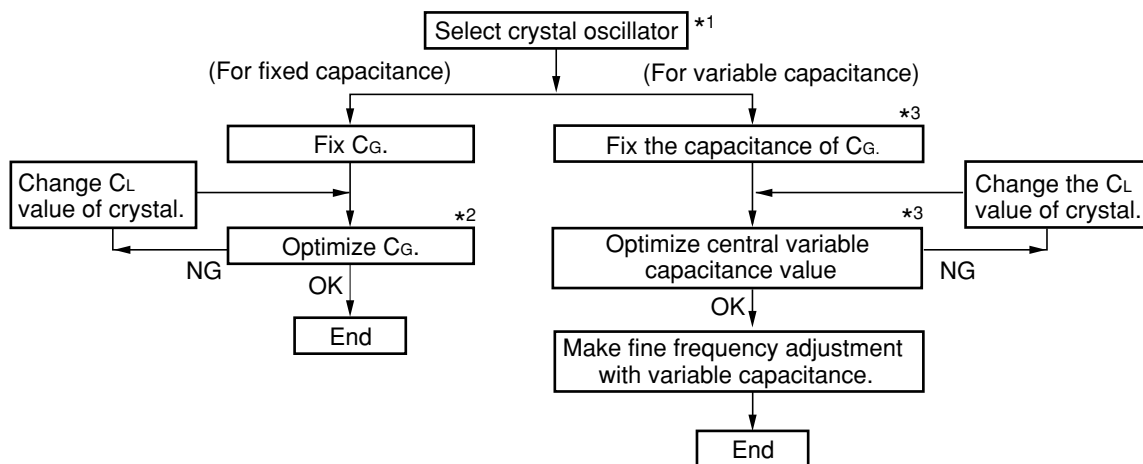 Select crystal oscillator
*1
(For fixed capacitance)
(For variable capacitance)
Fix CG.
*3
Fix the capacitance of CG.
Change CL
value of crystal.
Change the CL
value of crystal.
*2
Optimize CG.
*3
Optimize central variable
capacitance value
NG
NG
OK
OK
End
Make fine frequency adjustment
with variable capacitance.
End